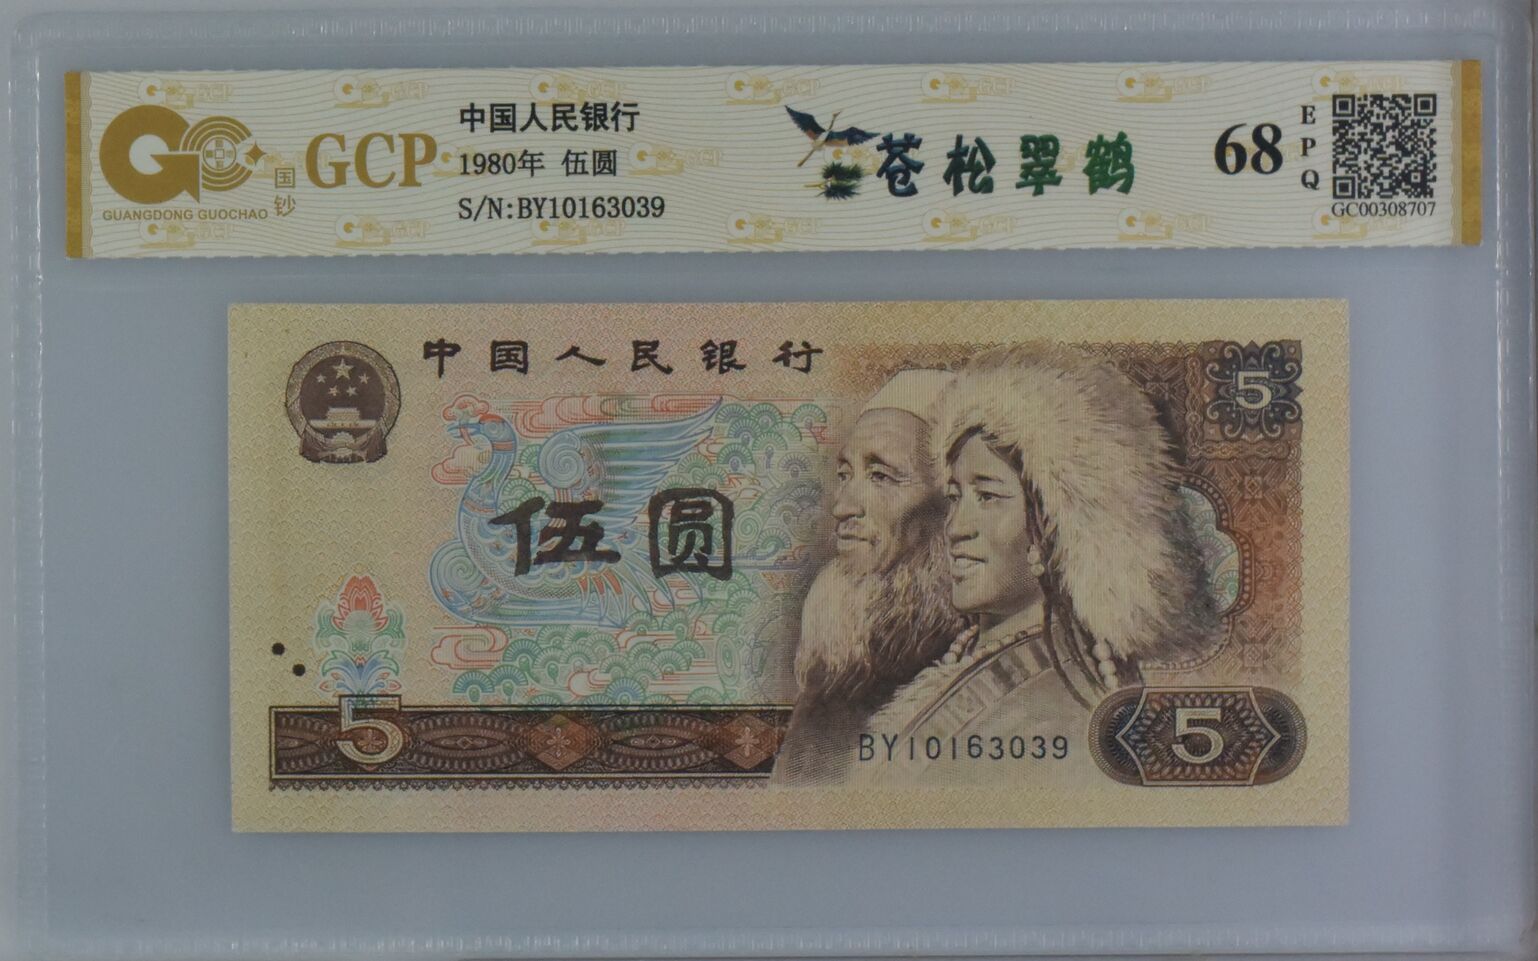 GCP
国钞
GUANGDONG GUOCHAO
中国人民银行
1980年 伍圆
S/N:BY10163039
苍松翠鹤
68
EPQ
GC00308707
中国人民银行
5
伍圆
5
BY10163039
5